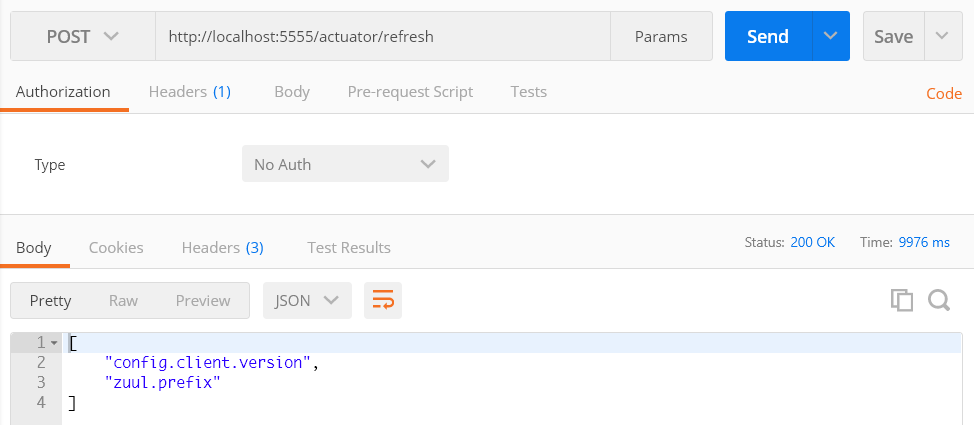 POST http://localhost:5555/actuator/refresh Params Send Save
Authorization Headers (1) Body Pre-request Script Tests Code
Type No Auth
Body Cookies Headers (3) Test Results Status: 200 OK Time: 9976 ms
Pretty Raw Preview JSON
1 [
2 "config.client.version",
3 "zuul.prefix"
4 ]